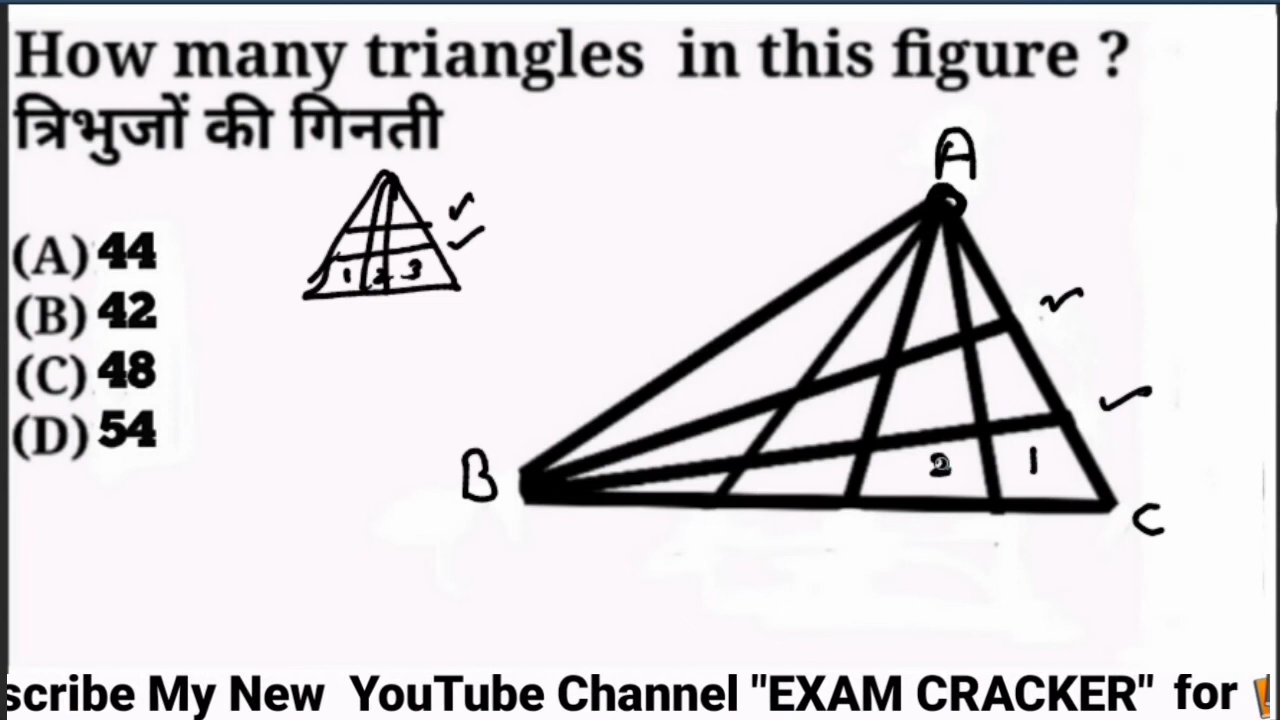 How many triangles in this figure ?
त्रिभुजों की गिनती
A
(A) 44
(B) 42
(C) 48
(D) 54
1 2 3
B
2 1
C
scribe My New YouTube Channel "EXAM CRACKER" for